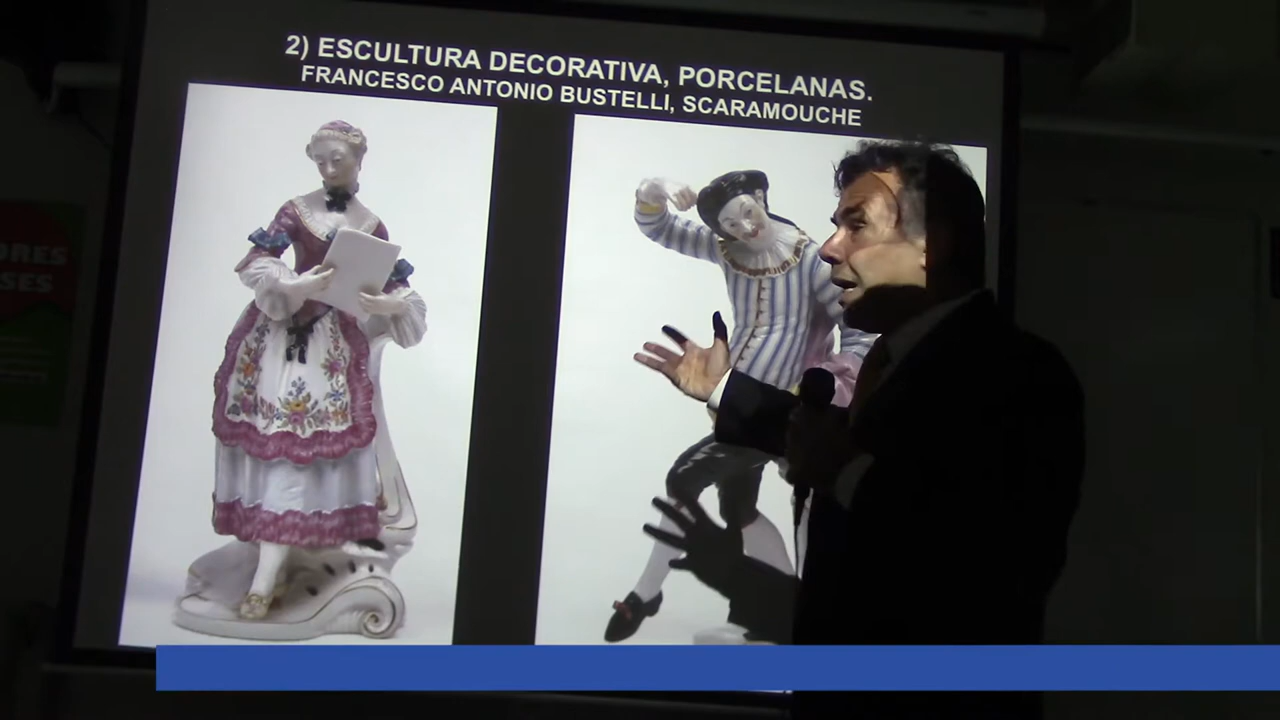 2) ESCULTURA DECORATIVA, PORCELANAS.
FRANCESCO ANTONIO BUSTELLI, SCARAMOUCHE